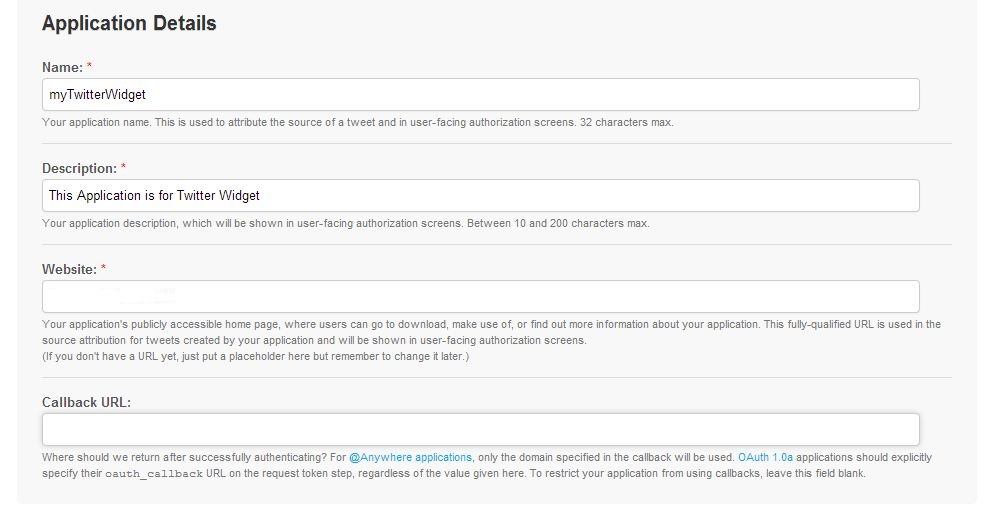 Application Details
Name: *
myTwitterWidget
Your application name. This is used to attribute the source of a tweet and in user-facing authorization screens. 32 characters max.
Description: *
This Application is for Twitter Widget
Your application description, which will be shown in user-facing authorization screens. Between 10 and 200 characters max.
Website: *
Your application's publicly accessible home page, where users can go to download, make use of, or find out more information about your application. This fully-qualified URL is used in the
source attribution for tweets created by your application and will be shown in user-facing authorization screens.
(If you don't have a URL yet, just put a placeholder here but remember to change it later.)
Callback URL:
Where should we return after successfully authenticating? For @Anywhere applications, only the domain specified in the callback will be used. OAuth 1.0a applications should explicitly
specify their oauth_callback URL on the request token step, regardless of the value given here. To restrict your application from using callbacks, leave this field blank.